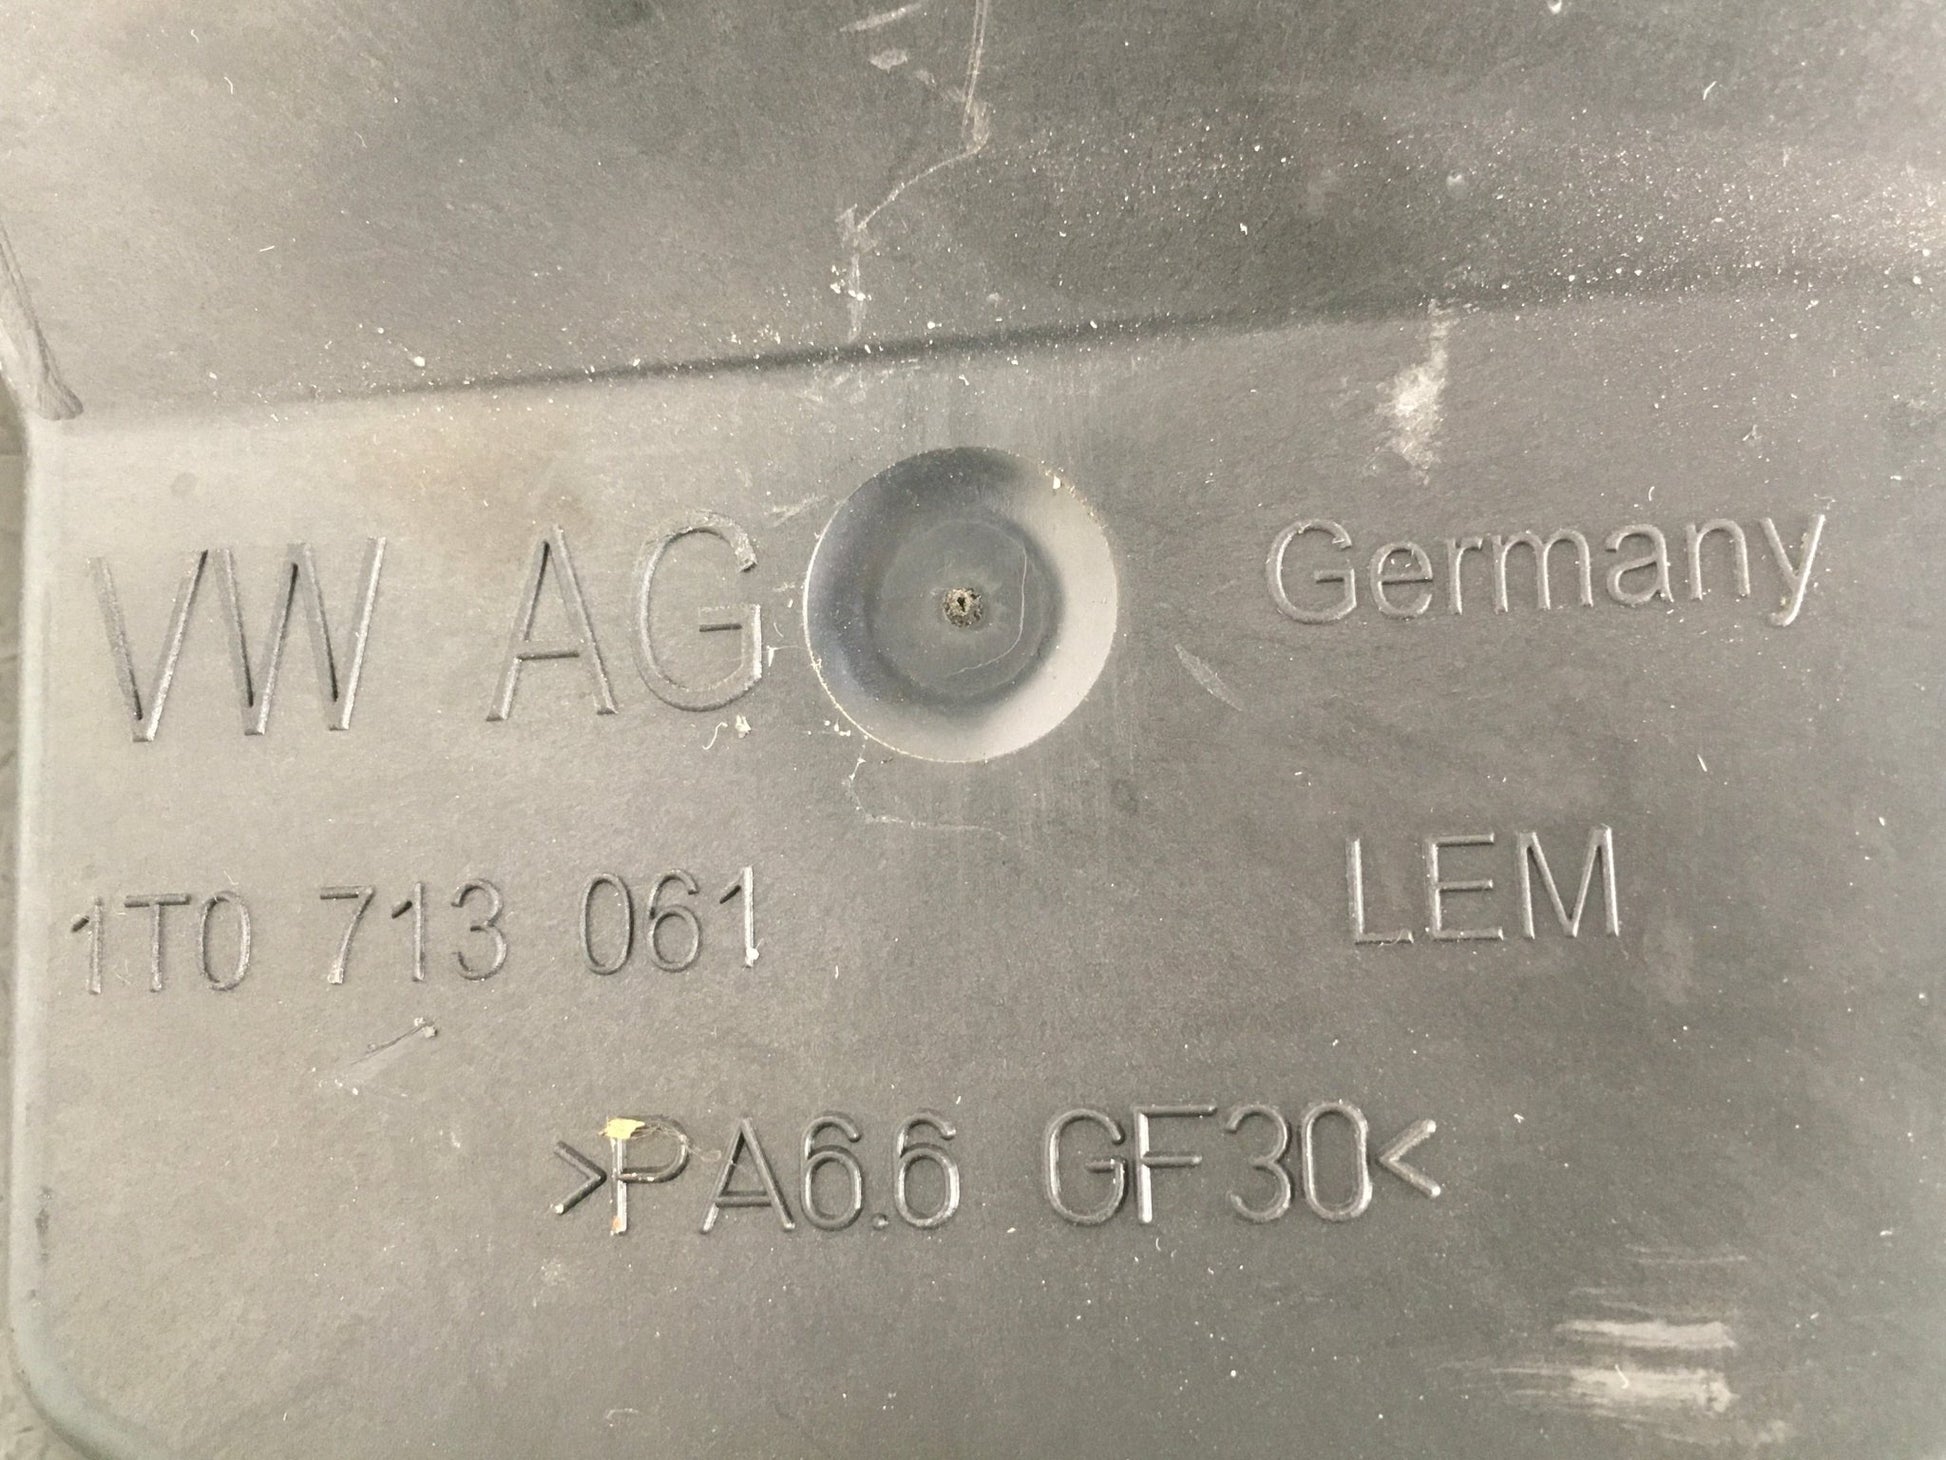 VW AG Germany
1T0 713 061 LEM
>PA6.6 GF30<